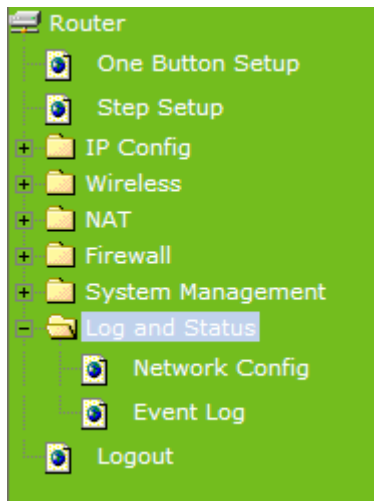 Router
One Button Setup
Step Setup
IP Config
Wireless
NAT
Firewall
System Management
Log and Status
Network Config
Event Log
Logout